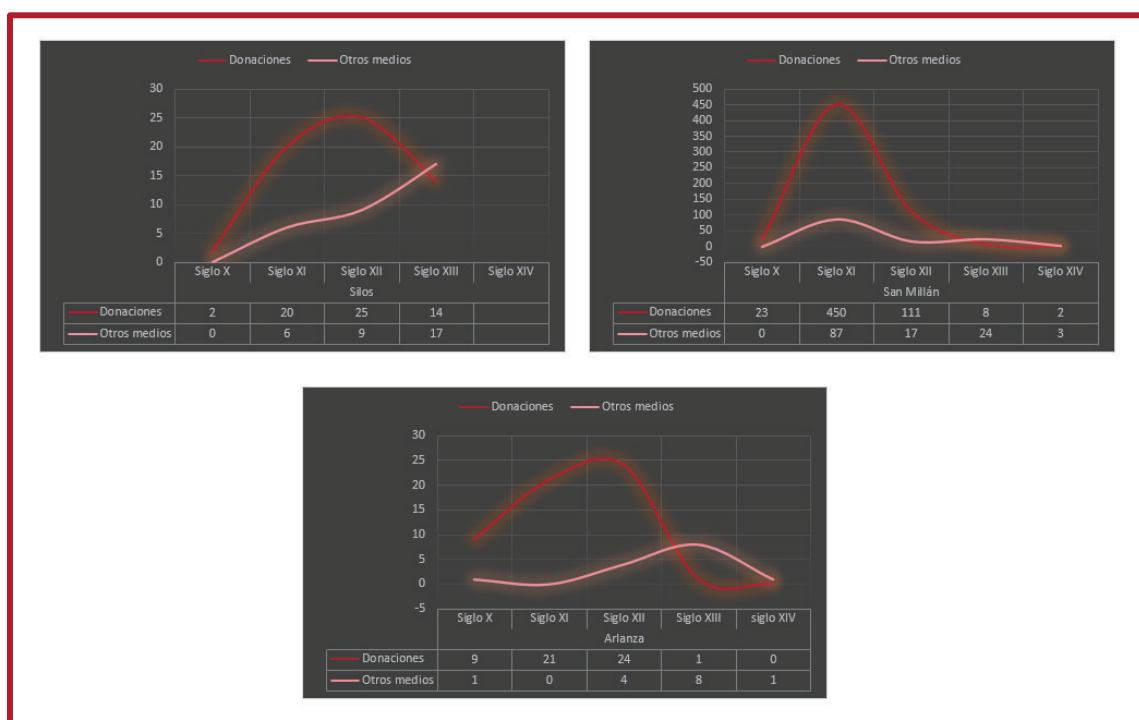 Donaciones Otros medios
30
25
20
15
10
5
0
Siglo X Siglo XI Siglo XII Siglo XIII Siglo XIV
Silos
Donaciones 2 20 25 14
Otros medios 0 6 9 17
Donaciones Otros medios
500
450
400
350
300
250
200
150
100
50
0
-50
Siglo X Siglo XI Siglo XII Siglo XIII Siglo XIV
San Millán
Donaciones 23 450 111 8 2
Otros medios 0 87 17 24 3
Donaciones Otros medios
30
25
20
15
10
5
0
-5
Siglo X Siglo XI Siglo XII Siglo XIII siglo XIV
Arlanza
Donaciones 9 21 24 1 0
Otros medios 1 0 4 8 1